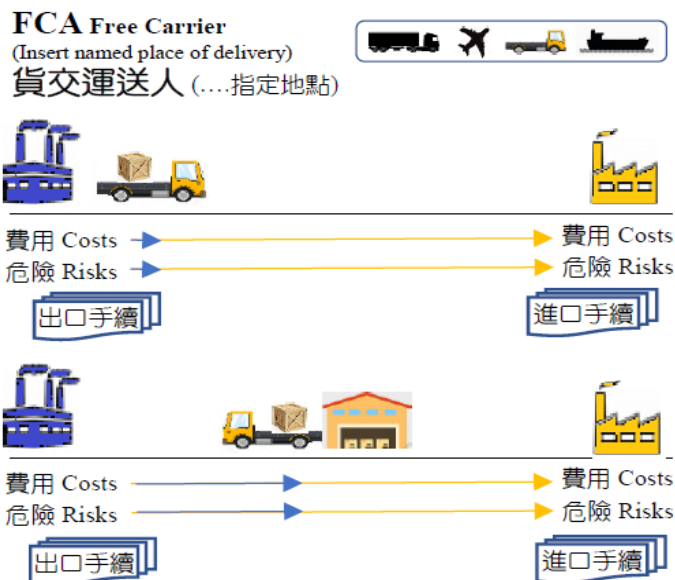 FCA Free Carrier
(Insert named place of delivery)
貨交運送人 (....指定地點)
費用 Costs 費用 Costs
危險 Risks 危險 Risks
出口手續 進口手續
費用 Costs 費用 Costs
危險 Risks 危險 Risks
出口手續 進口手續